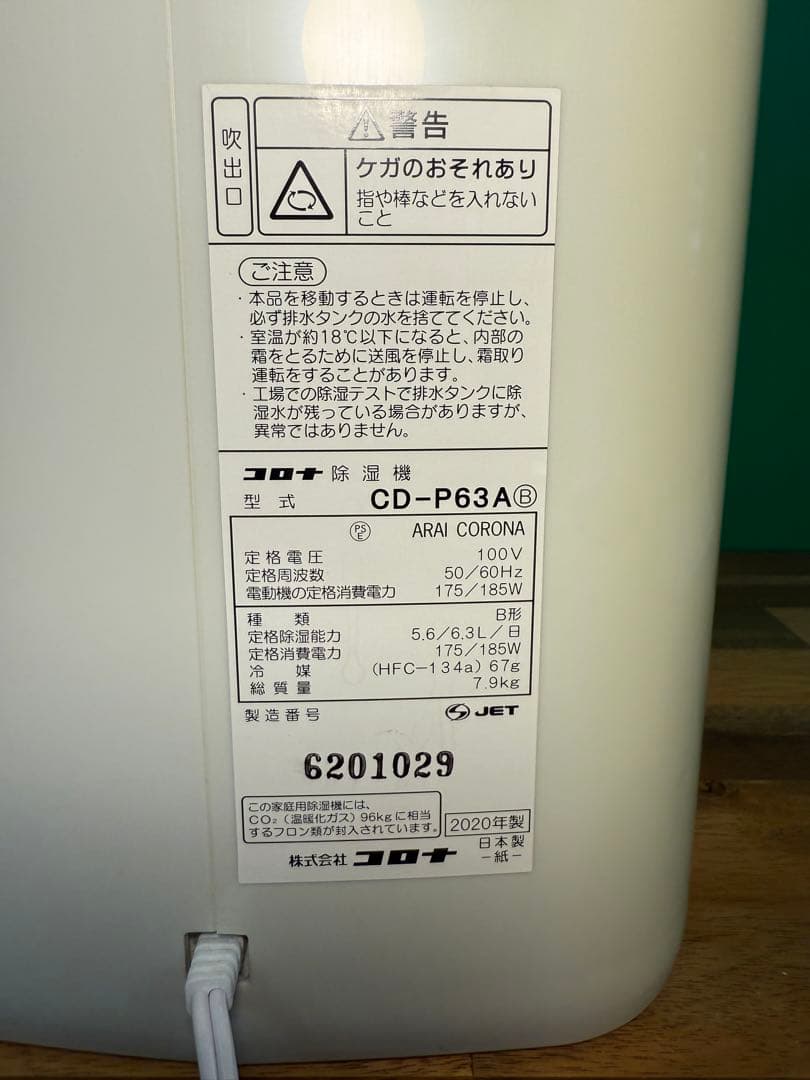 吹出口
警告
ケガのおそれあり
指や棒などを入れない
こと
ご注意
・本品を移動するときは運転を停止し、
必ず排水タンクの水を捨ててください。
・室温が約18℃以下になると、内部の
霜をとるために送風を停止し、霜取り
運転をすることがあります。
・工場での除湿テストで排水タンクに除
湿水が残っている場合がありますが、
異常ではありません。
コロナ 除湿機
型式 CD-P63AⒷ
PSE ARAI CORONA
定格電圧 100V
定格周波数 50/60Hz
電動機の定格消費電力 175/185W
種類 B形
定格除湿能力 5.6/6.3L/日
定格消費電力 175/185W
冷媒 (HFC-134a) 67g
総質量 7.9kg
製造番号 JET
6201029
この家庭用除湿機には、
CO₂(温暖化ガス)96kgに相当
するフロン類が封入されています。
2020年製
日本製
株式会社 コロナ -紙-